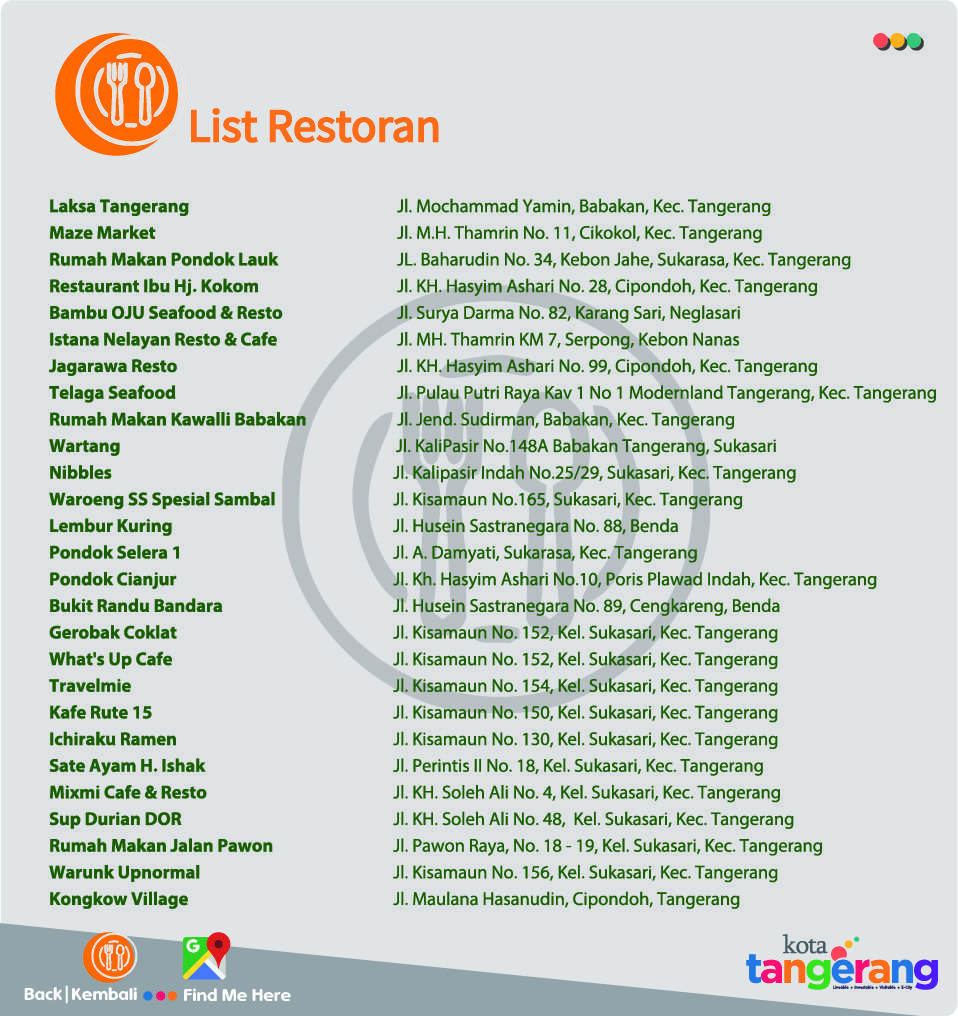 List Restoran
Laksa Tangerang Jl. Mochammad Yamin, Babakan, Kec. Tangerang
Maze Market Jl. M.H. Thamrin No. 11, Cikokol, Kec. Tangerang
Rumah Makan Pondok Lauk JL. Baharudin No. 34, Kebon Jahe, Sukarasa, Kec. Tangerang
Restaurant Ibu Hj. Kokom Jl. KH. Hasyim Ashari No. 28, Cipondoh, Kec. Tangerang
Bambu OJU Seafood & Resto Jl. Surya Darma No. 82, Karang Sari, Neglasari
Istana Nelayan Resto & Cafe Jl. MH. Thamrin KM 7, Serpong, Kebon Nanas
Jagarawa Resto Jl. KH. Hasyim Ashari No. 99, Cipondoh, Kec. Tangerang
Telaga Seafood Jl. Pulau Putri Raya Kav 1 No 1 Modernland Tangerang, Kec. Tangerang
Rumah Makan Kawalli Babakan Jl. Jend. Sudirman, Babakan, Kec. Tangerang
Wartang Jl. KaliPasir No.148A Babakan Tangerang, Sukasari
Nibbles Jl. Kalipasir Indah No.25/29, Sukasari, Kec. Tangerang
Waroeng SS Spesial Sambal Jl. Kisamaun No.165, Sukasari, Kec. Tangerang
Lembur Kuring Jl. Husein Sastranegara No. 88, Benda
Pondok Selera 1 Jl. A. Damyati, Sukarasa, Kec. Tangerang
Pondok Cianjur Jl. Kh. Hasyim Ashari No.10, Poris Plawad Indah, Kec. Tangerang
Bukit Randu Bandara Jl. Husein Sastranegara No. 89, Cengkareng, Benda
Gerobak Coklat Jl. Kisamaun No. 152, Kel. Sukasari, Kec. Tangerang
What's Up Cafe Jl. Kisamaun No. 152, Kel. Sukasari, Kec. Tangerang
Travelmie Jl. Kisamaun No. 154, Kel. Sukasari, Kec. Tangerang
Kafe Rute 15 Jl. Kisamaun No. 150, Kel. Sukasari, Kec. Tangerang
Ichiraku Ramen Jl. Kisamaun No. 130, Kel. Sukasari, Kec. Tangerang
Sate Ayam H. Ishak Jl. Perintis II No. 18, Kel. Sukasari, Kec. Tangerang
Mixmi Cafe & Resto Jl. KH. Soleh Ali No. 4, Kel. Sukasari, Kec. Tangerang
Sup Durian DOR Jl. KH. Soleh Ali No. 48, Kel. Sukasari, Kec. Tangerang
Rumah Makan Jalan Pawon Jl. Pawon Raya, No. 18 - 19, Kel. Sukasari, Kec. Tangerang
Warunk Upnormal Jl. Kisamaun No. 156, Kel. Sukasari, Kec. Tangerang
Kongkow Village Jl. Maulana Hasanudin, Cipondoh, Tangerang
G
Back|Kembali Find Me Here
kota
tangerang
Liveable • Investable • Visitable • E-City